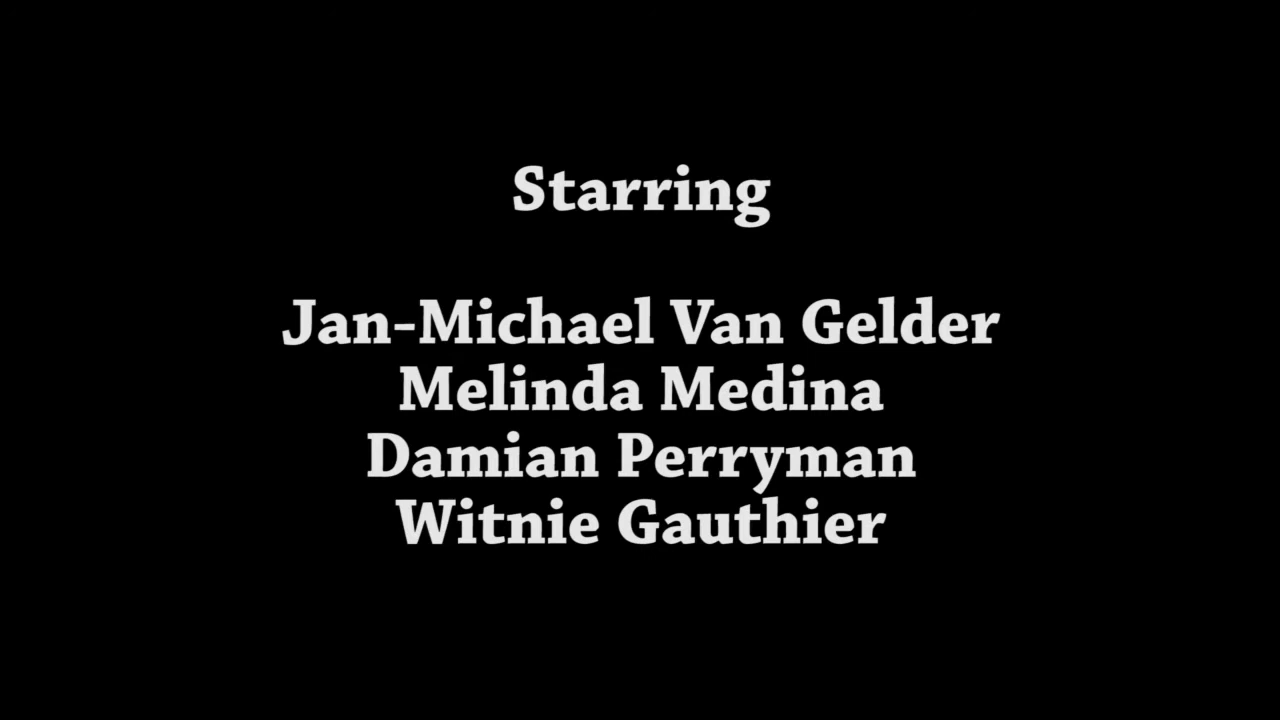 Starring
Jan-Michael Van Gelder
Melinda Medina
Damian Perryman
Witnie Gauthier